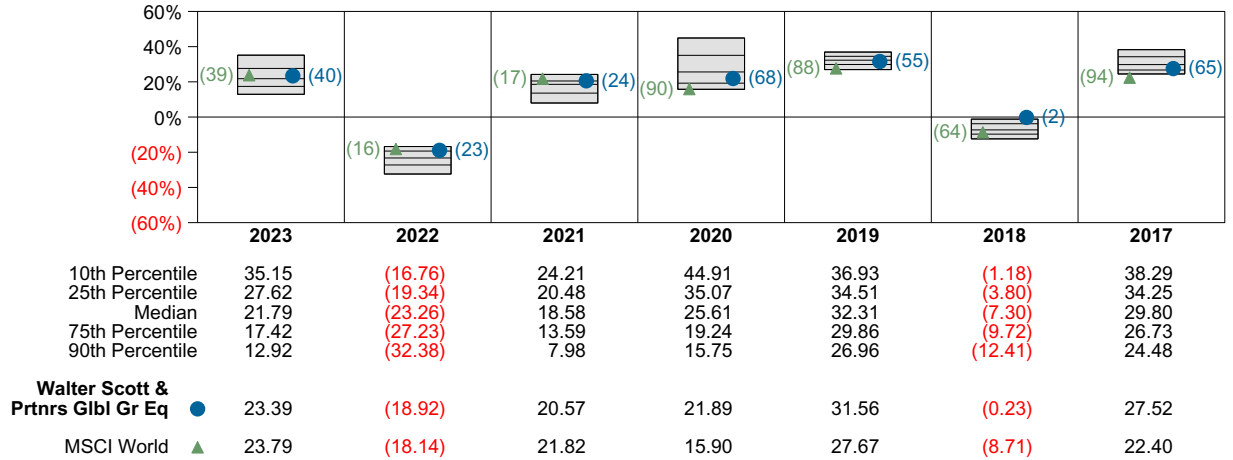 60%
40%
20%
0%
(20%)
(40%)
(60%)
(39) (40)
(16) (23)
(17) (24)
(90) (68)
(88) (55)
(64) (2)
(94) (65)
2023 2022 2021 2020 2019 2018 2017
10th Percentile 35.15 (16.76) 24.21 44.91 36.93 (1.18) 38.29
25th Percentile 27.62 (19.34) 20.48 35.07 34.51 (3.80) 34.25
Median 21.79 (23.26) 18.58 25.61 32.31 (7.30) 29.80
75th Percentile 17.42 (27.23) 13.59 19.24 29.86 (9.72) 26.73
90th Percentile 12.92 (32.38) 7.98 15.75 26.96 (12.41) 24.48
Walter Scott &
Prtnrs Glbl Gr Eq 23.39 (18.92) 20.57 21.89 31.56 (0.23) 27.52
MSCI World 23.79 (18.14) 21.82 15.90 27.67 (8.71) 22.40